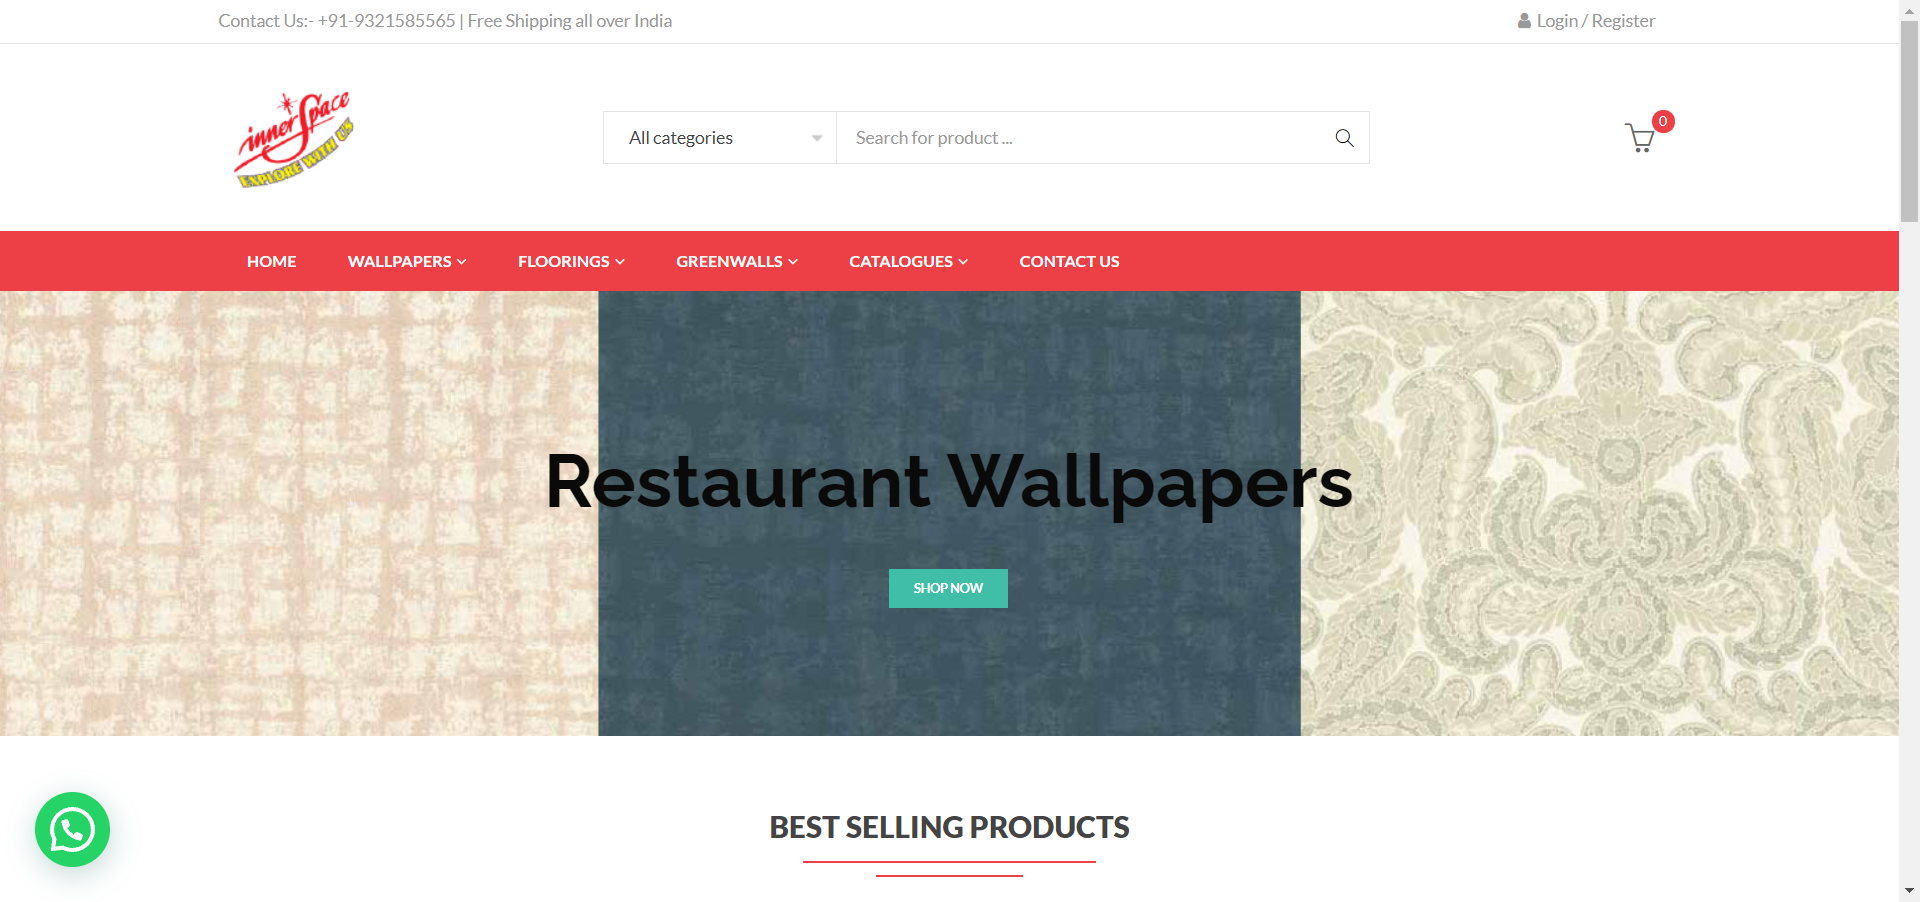 Contact Us:- +91-9321585565 | Free Shipping all over India
Login / Register
inner Space
EXPLORE WITH US
All categories
Search for product ...
0
HOME
WALLPAPERS
FLOORINGS
GREENWALLS
CATALOGUES
CONTACT US
Restaurant Wallpapers
SHOP NOW
BEST SELLING PRODUCTS